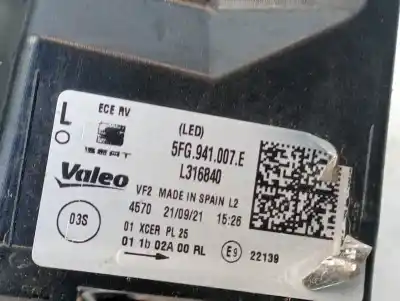 L
ECE RV
(LED)
5FG.941.007.E
SEAT
L316840
Valeo
VF2 MADE IN SPAIN L2
4570 21/09/21 15:26
D3S
01 XCER PL 25
01 1b 02A 00 RL
E9 22139